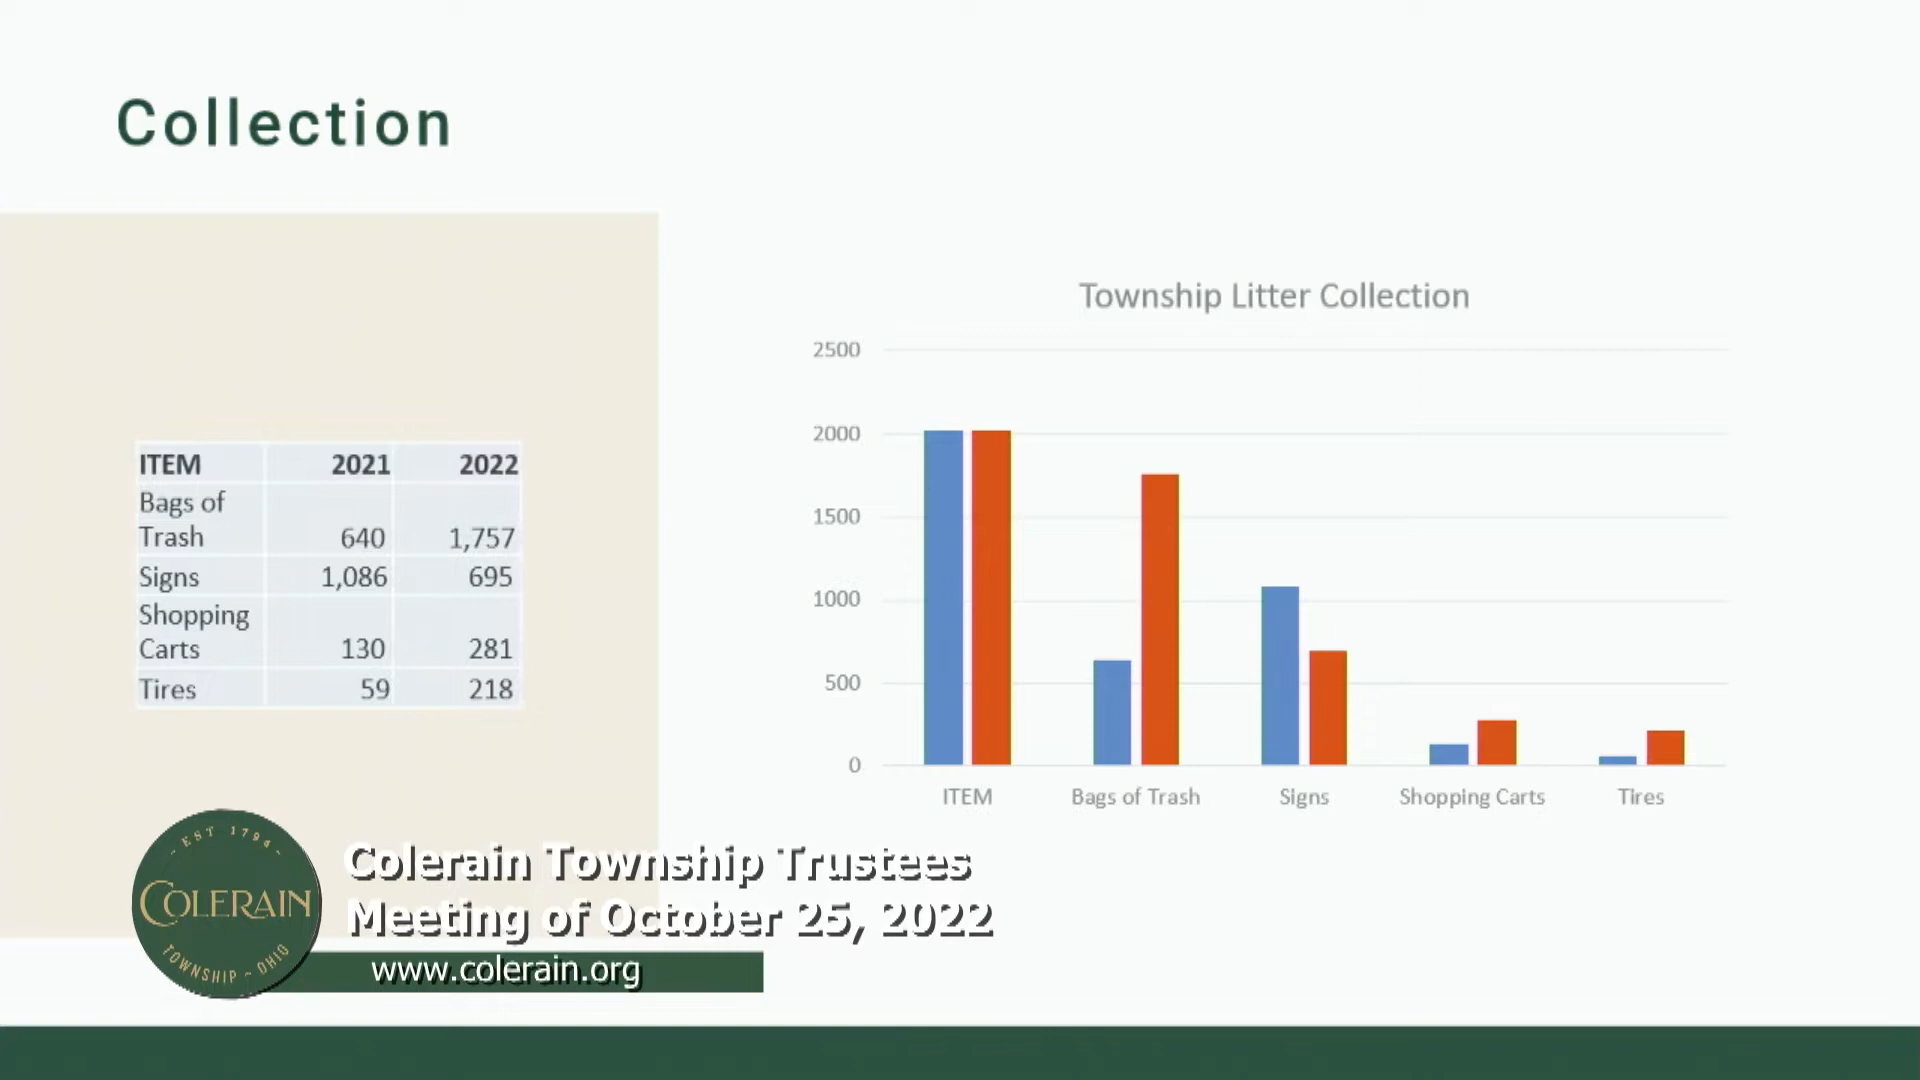 Collection
ITEM 2021 2022
Bags of
Trash 640 1,757
Signs 1,086 695
Shopping
Carts 130 281
Tires 59 218
Township Litter Collection
2500
2000
1500
1000
500
0
ITEM Bags of Trash Signs Shopping Carts Tires
~ EST 1794 ~
COLERAIN
TOWNSHIP ~ OHIO
Colerain Township Trustees
Meeting of October 25, 2022
www.colerain.org